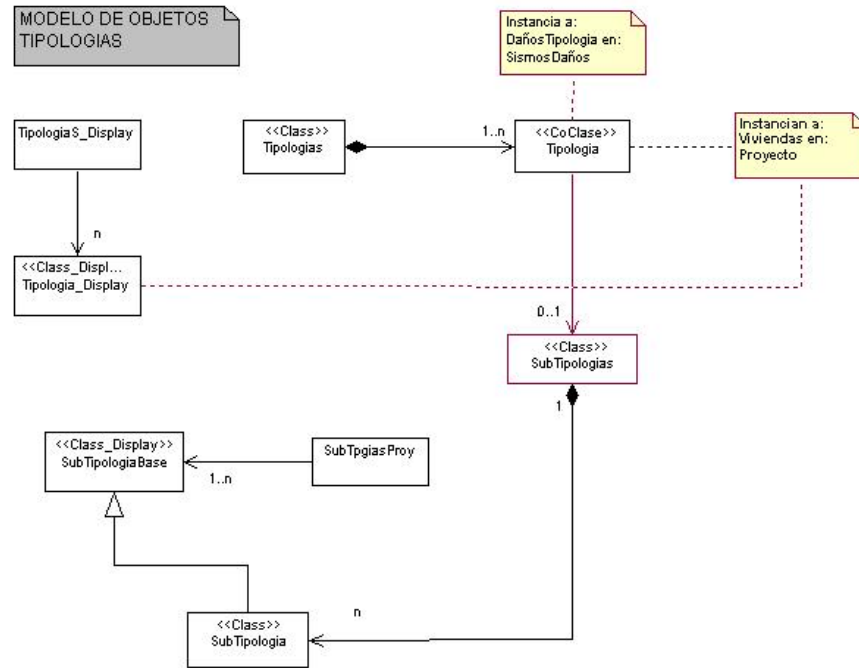 MODELO DE OBJETOS
TIPOLOGIAS
Instancia a:
DañosTipologia en:
SismosDaños
TipologiaS_Display
<<Class>>
Tipologias
1..n
<<CoClase>>
Tipología
Instancian a:
Viviendas en:
Proyecto
n
<<Class_Displ...
Tipologia_Display
0..1
<<Class>>
SubTipologias
1
<<Class_Display>>
SubTipologiaBase
SubTpgiasProy
1..n
n
<<Class>>
SubTipologia